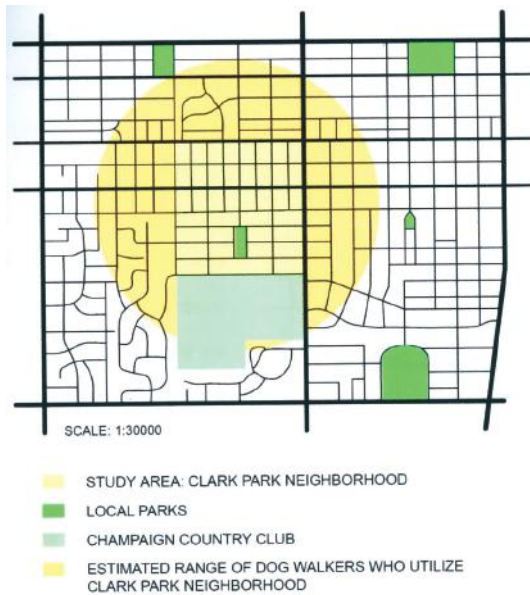 SCALE: 1:30000
STUDY AREA: CLARK PARK NEIGHBORHOOD
LOCAL PARKS
CHAMPAIGN COUNTRY CLUB
ESTIMATED RANGE OF DOG WALKERS WHO UTILIZE
CLARK PARK NEIGHBORHOOD